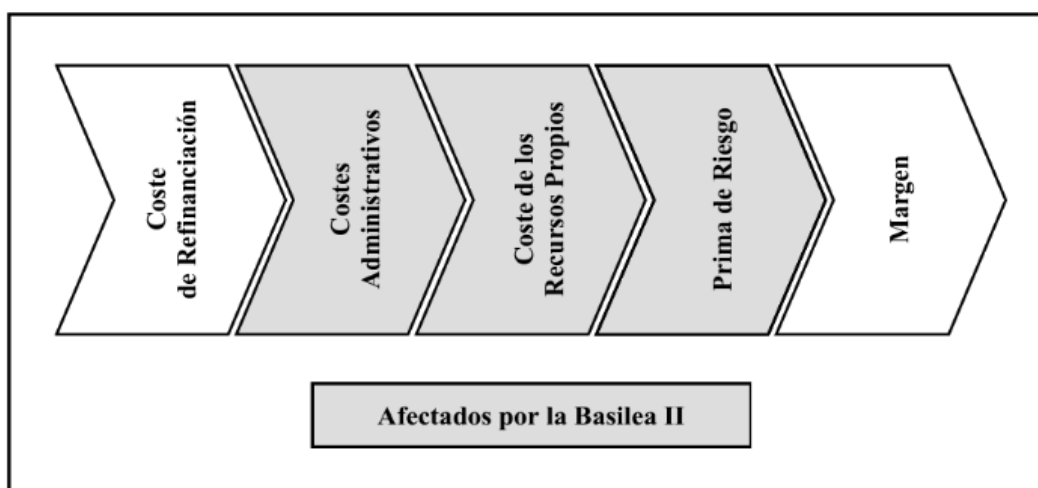 Coste
de Refinanciación
Costes
Administrativos
Coste de los
Recursos Propios
Prima de Riesgo
Margen
Afectados por la Basilea II